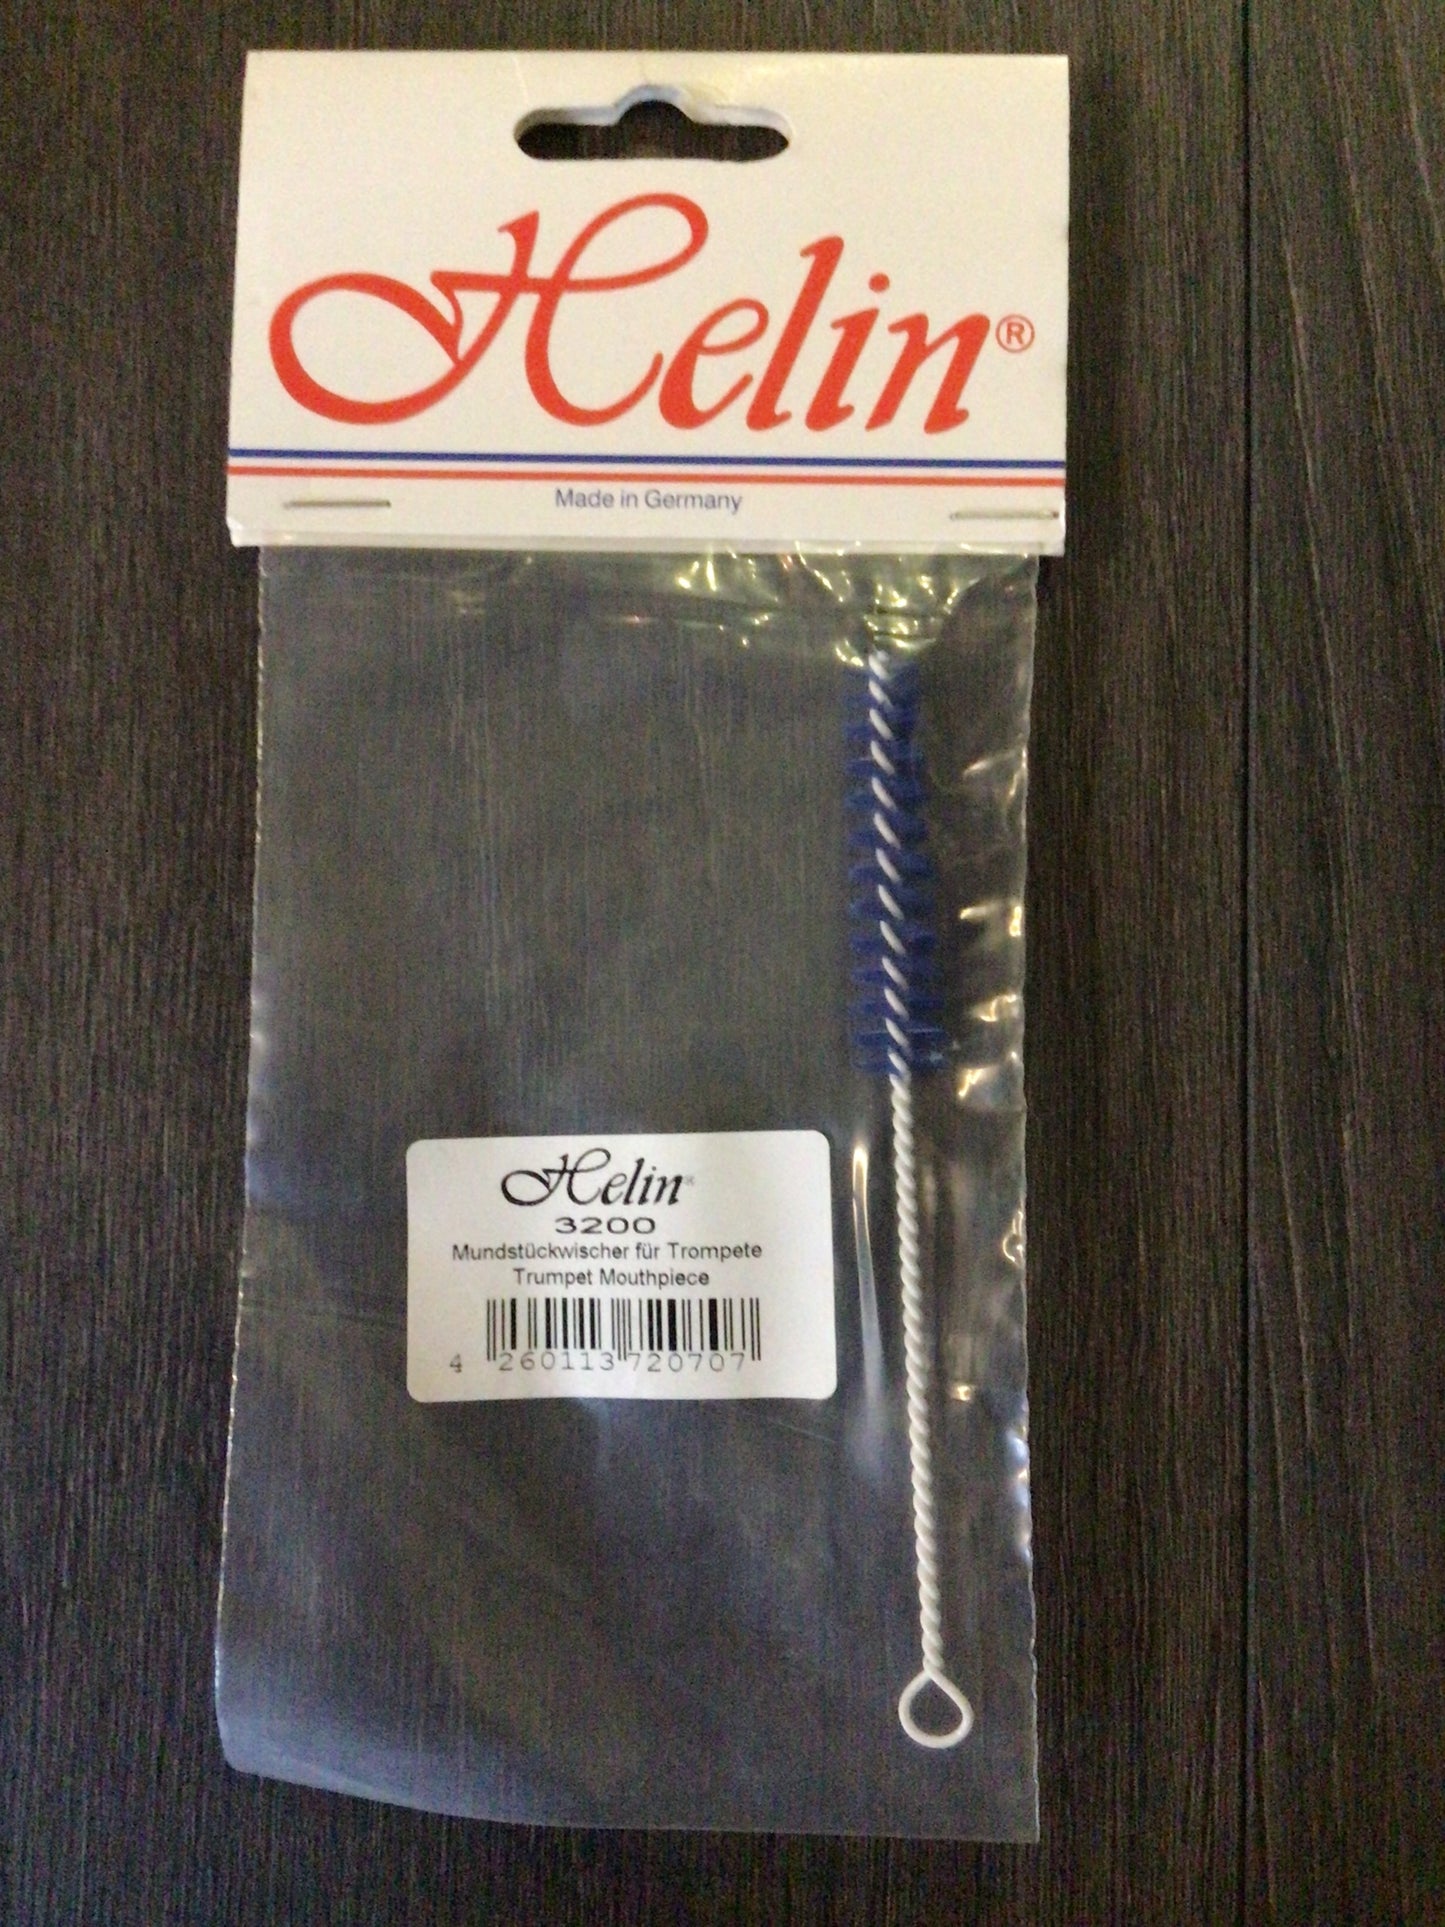 Helin®
Made in Germany
Helin®
3200
Mundstückwischer für Trompete
Trumpet Mouthpiece
4 260113 720707